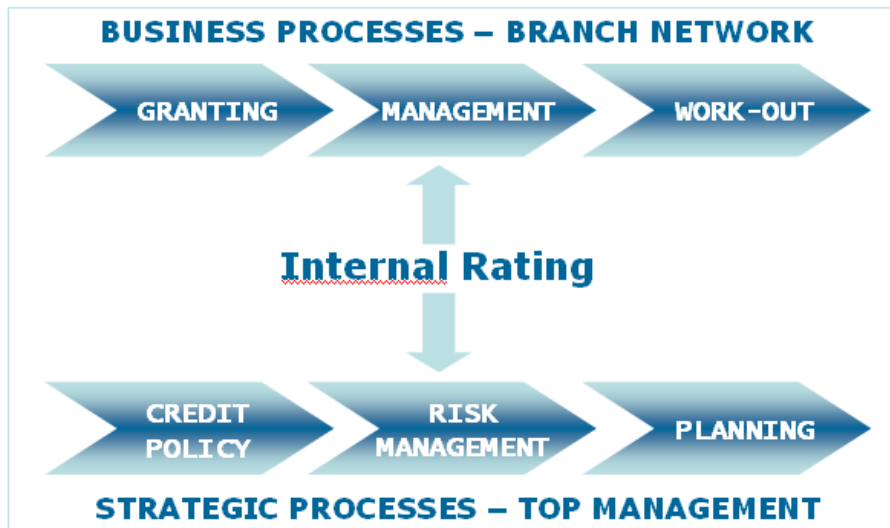 BUSINESS PROCESSES – BRANCH NETWORK
GRANTING
MANAGEMENT
WORK-OUT
Internal Rating
CREDIT
POLICY
RISK
MANAGEMENT
PLANNING
STRATEGIC PROCESSES – TOP MANAGEMENT